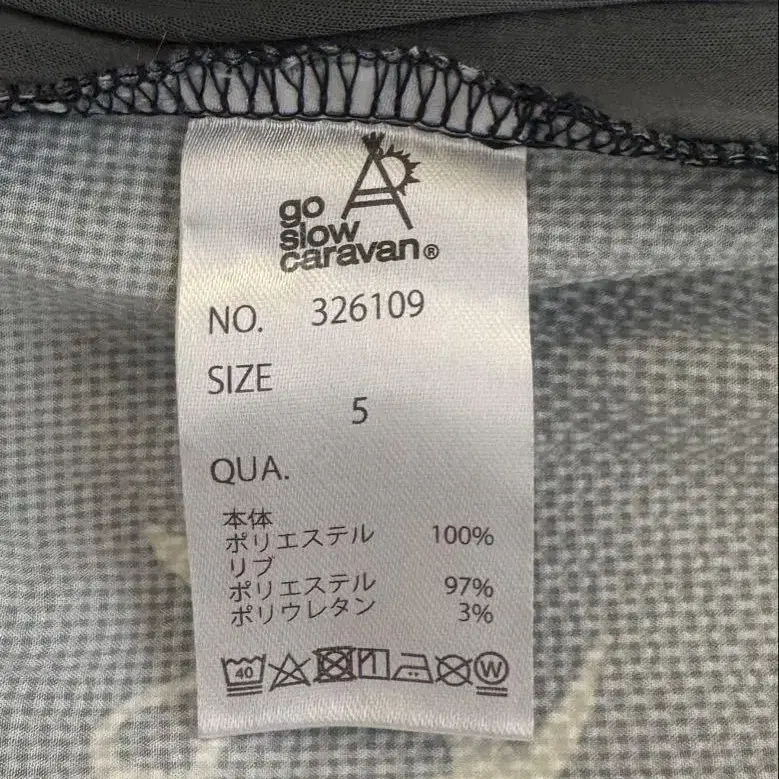 go
slow
caravan®
NO. 326109
SIZE
5
QUA.
本体
ポリエステル 100%
リブ
ポリエステル 97%
ポリウレタン 3%
40 W